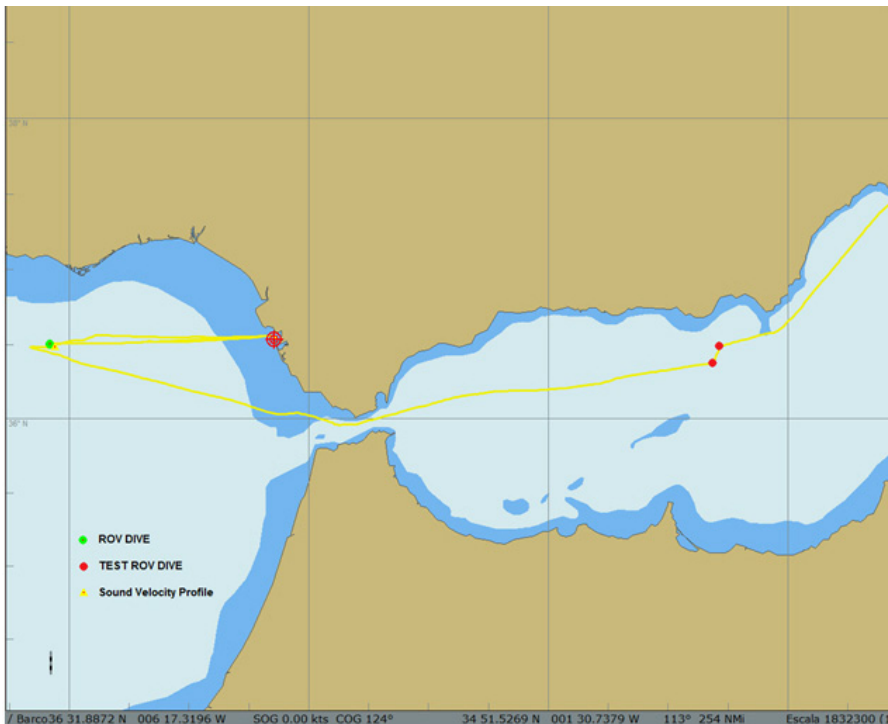 38° N
36° N
ROV DIVE
TEST ROV DIVE
Sound Velocity Profile
/ Barco36 31.8872 N 006 17.3196 W SOG 0.00 kts COG 124° 34 51.5269 N 001 30.7379 W 113° 254 NMi Escala 1832300 /